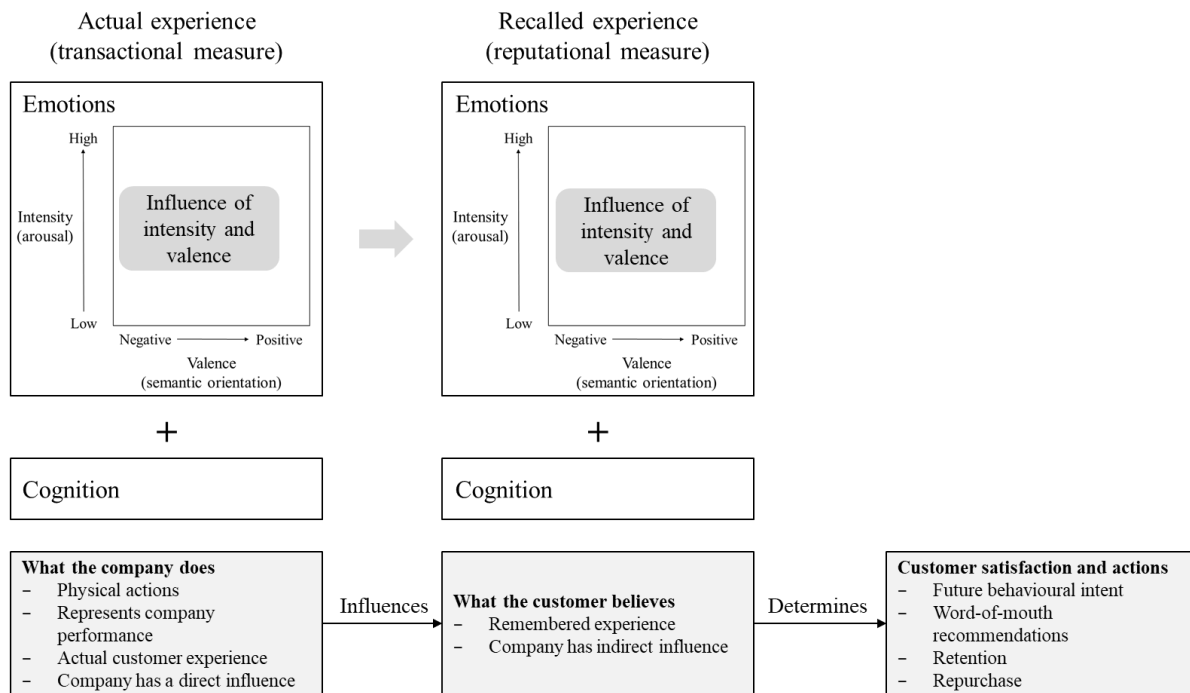 Actual experience
(transactional measure)
Recalled experience
(reputational measure)
Emotions
High
Intensity
(arousal)
Low
Influence of
intensity and
valence
Negative
Positive
Valence
(semantic orientation)
Emotions
High
Intensity
(arousal)
Low
Influence of
intensity and
valence
Negative
Positive
Valence
(semantic orientation)
+
+
Cognition
Cognition
What the company does
– Physical actions
– Represents company
performance
– Actual customer experience
– Company has a direct influence
Influences
What the customer believes
– Remembered experience
– Company has indirect influence
Determines
Customer satisfaction and actions
– Future behavioural intent
– Word-of-mouth
recommendations
– Retention
– Repurchase